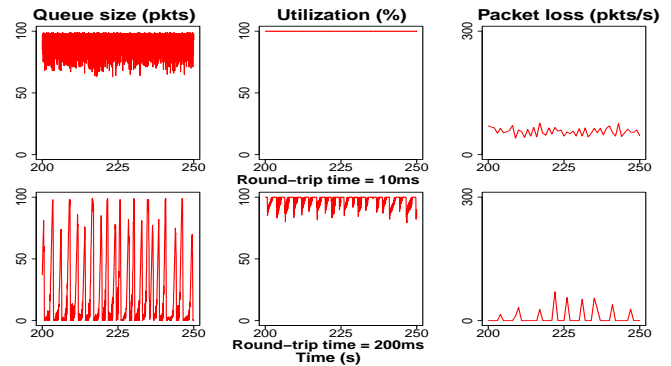 Queue size (pkts) Utilization (%) Packet loss (pkts/s)
100 100 300
50 50
0 0 0
200 225 250 200 225 250 200 225 250
Round−trip time = 10ms
100 100 300
50 50
0 0 0
200 225 250 200 225 250 200 225 250
Round−trip time = 200ms
Time (s)